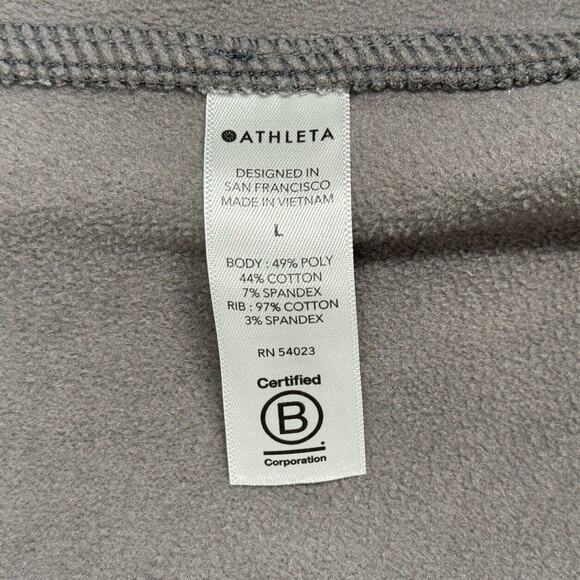 ATHLETA
DESIGNED IN
SAN FRANCISCO
MADE IN VIETNAM
L
BODY : 49% POLY
44% COTTON
7% SPANDEX
RIB : 97% COTTON
3% SPANDEX
RN 54023
Certified
B
Corporation